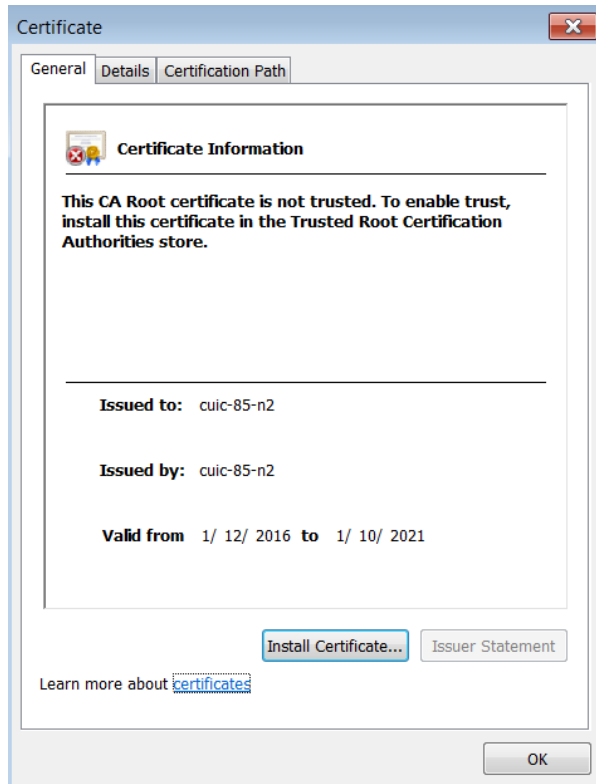 Certificate
General
Details
Certification Path
Certificate Information
This CA Root certificate is not trusted. To enable trust,
install this certificate in the Trusted Root Certification
Authorities store.
Issued to: cuic-85-n2
Issued by: cuic-85-n2
Valid from 1/ 12/ 2016 to 1/ 10/ 2021
Install Certificate...
Issuer Statement
Learn more about certificates
OK